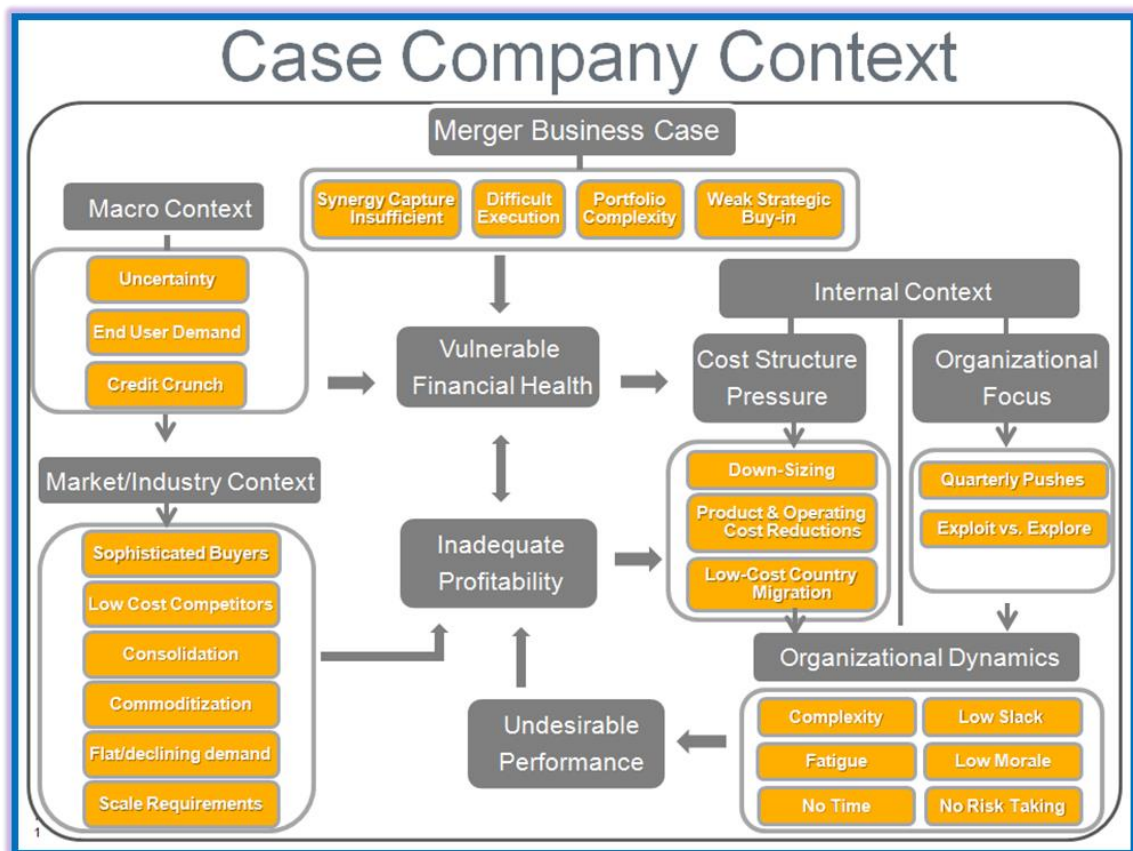 Case Company Context
Merger Business Case
Synergy Capture
Insufficient
Difficult
Execution
Portfolio
Complexity
Weak Strategic
Buy-in
Macro Context
Uncertainty
End User Demand
Credit Crunch
Internal Context
Vulnerable
Financial Health
Cost Structure
Pressure
Organizational
Focus
Market/Industry Context
Sophisticated Buyers
Low Cost Competitors
Consolidation
Commoditization
Flat/declining demand
Scale Requirements
Inadequate
Profitability
Down-Sizing
Product & Operating
Cost Reductions
Low-Cost Country
Migration
Quarterly Pushes
Exploit vs. Explore
Organizational Dynamics
Complexity
Low Slack
Fatigue
Low Morale
No Time
No Risk Taking
Undesirable
Performance
1